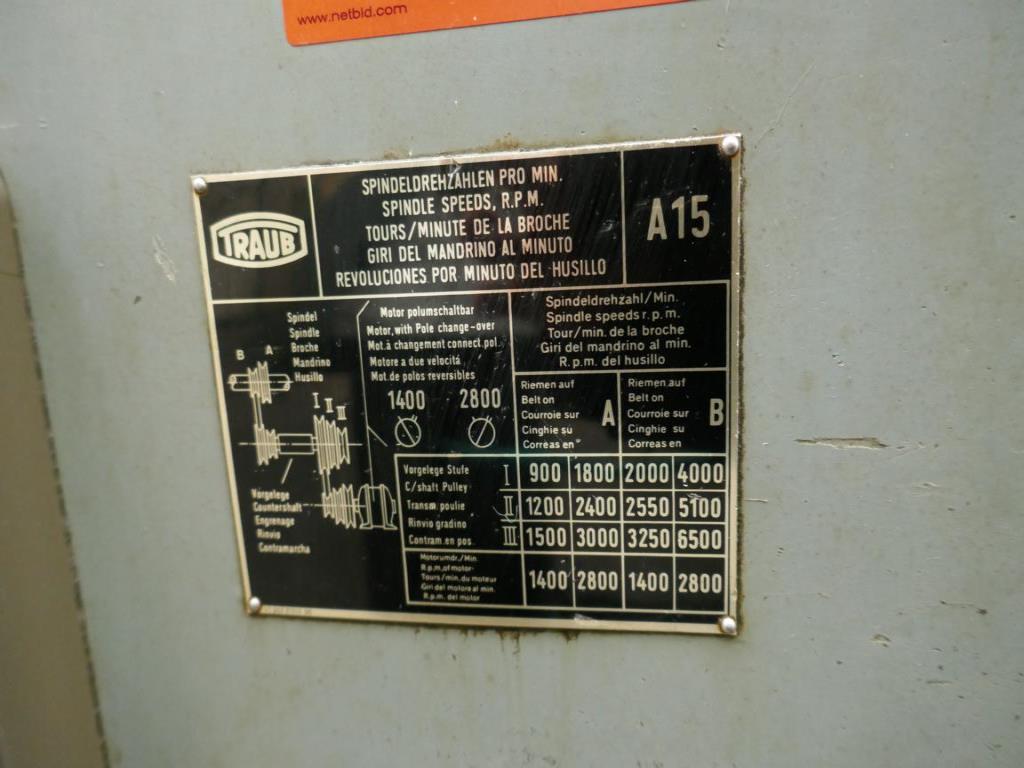 www.netbid.com
TRAUB
SPINDELDREHZAHLEN PRO MIN.
SPINDLE SPEEDS, R.P.M.
TOURS/MINUTE DE LA BROCHE
GIRI DEL MANDRINO AL MINUTO
REVOLUCIONES POR MINUTO DEL HUSILLO
A15
Spindel
Spindle
Broche
Mandrino
Husillo
B A
I II III
Vorgelege
Countershaft
Engrenage
Rinvio
Contramarcha
Motor polumschaltbar
Motor, with Pole change-over
Mot. à changement connect. pol.
Motore a due velocitá
Mot. de polos reversibles
1400 2800
Spindeldrehzahl/Min.
Spindle speeds r.p.m.
Tour/min. de la broche
Giri del mandrino al min.
R.p.m. del husillo
Riemen auf
Belt on
Courroie sur
Cinghie su
Correas en
A
Riemen auf
Belt on
Courroie sur
Cinghie su
Correas en
B
Vorgelege Stufe
C/shaft Pulley
Transm. poulie
Rinvio gradino
Contram. en pos.
I 900 1800 2000 4000
II 1200 2400 2550 5100
III 1500 3000 3250 6500
Motorumdr./Min.
R.p.m. of motor
Tours/min. du moteur
Giri del motore al min.
R.p.m. del motor
1400 2800 1400 2800